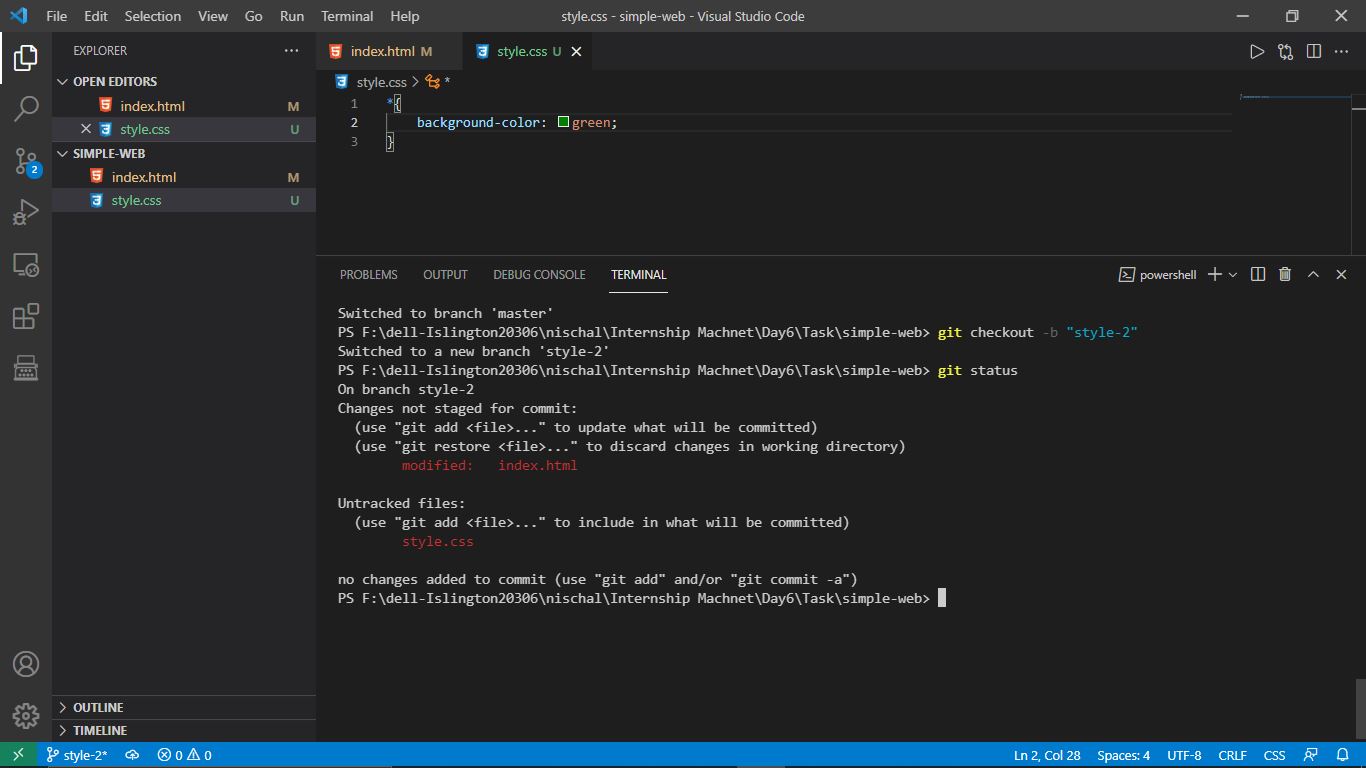 File Edit Selection View Go Run Terminal Help style.css - simple-web - Visual Studio Code
EXPLORER
OPEN EDITORS
index.html M
style.css U
SIMPLE-WEB
index.html M
style.css U
2
OUTLINE
TIMELINE
index.html M style.css U
style.css > *
1 *{
2 background-color: green;
3 }
PROBLEMS OUTPUT DEBUG CONSOLE TERMINAL powershell
Switched to branch 'master'
PS F:\dell-Islington20306\nischal\Internship Machnet\Day6\Task\simple-web> git checkout -b "style-2"
Switched to a new branch 'style-2'
PS F:\dell-Islington20306\nischal\Internship Machnet\Day6\Task\simple-web> git status
On branch style-2
Changes not staged for commit:
(use "git add <file>..." to update what will be committed)
(use "git restore <file>..." to discard changes in working directory)
modified: index.html
Untracked files:
(use "git add <file>..." to include in what will be committed)
style.css
no changes added to commit (use "git add" and/or "git commit -a")
PS F:\dell-Islington20306\nischal\Internship Machnet\Day6\Task\simple-web>
style-2* 0 0 Ln 2, Col 28 Spaces: 4 UTF-8 CRLF CSS